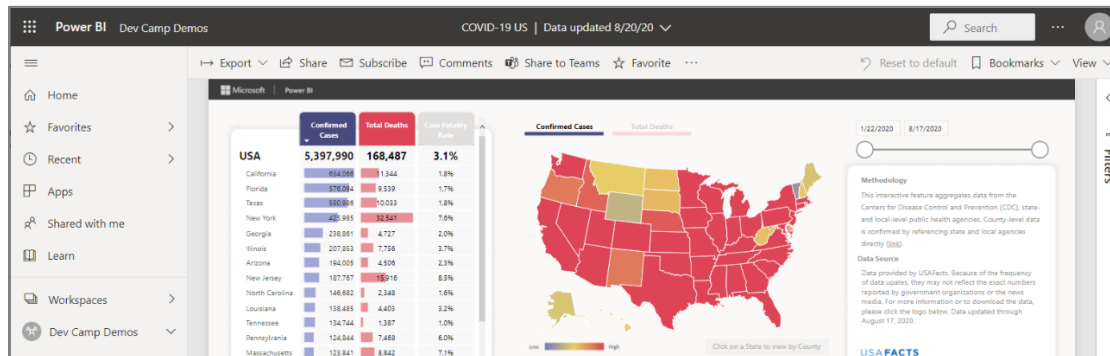 Power BI Dev Camp Demos
COVID-19 US | Data updated 8/20/20
Search
Export Share Subscribe Comments Share to Teams Favorite
Reset to default Bookmarks View
Home
Favorites
Recent
Apps
Shared with me
Learn
Workspaces
Dev Camp Demos
Microsoft Power BI
Confirmed Cases Total Deaths Case Fatality Rate
USA 5,397,990 168,487 3.1%
California 634,066 11,344 1.8%
Florida 576,094 9,539 1.7%
Texas 550,986 10,033 1.8%
New York 425,985 32,541 7.6%
Georgia 238,861 4,727 2.0%
Illinois 207,853 7,756 3.7%
Arizona 194,005 4,506 2.3%
New Jersey 187,767 15,916 8.5%
North Carolina 146,682 2,348 1.6%
Louisiana 138,485 4,403 3.2%
Tennessee 134,744 1,387 1.0%
Pennsylvania 124,844 7,468 6.0%
Massachusetts 123,841 8,842 7.1%
Confirmed Cases Total Deaths
Low High
Click on a State to view by County
1/22/2020 8/17/2020
Methodology
This interactive feature aggregates data from the
Centers for Disease Control and Prevention (CDC), state-
and local-level public health agencies. County-level data
is confirmed by referencing state and local agencies
directly (link).
Data Source
Data provided by USAFacts. Because of the frequency
of data upates, they may not reflect the exact numbers
reported by government organizations or the news
media. For more information or to download the data,
please click the logo below. Data updated through
August 17, 2020.
USAFACTS
Filters